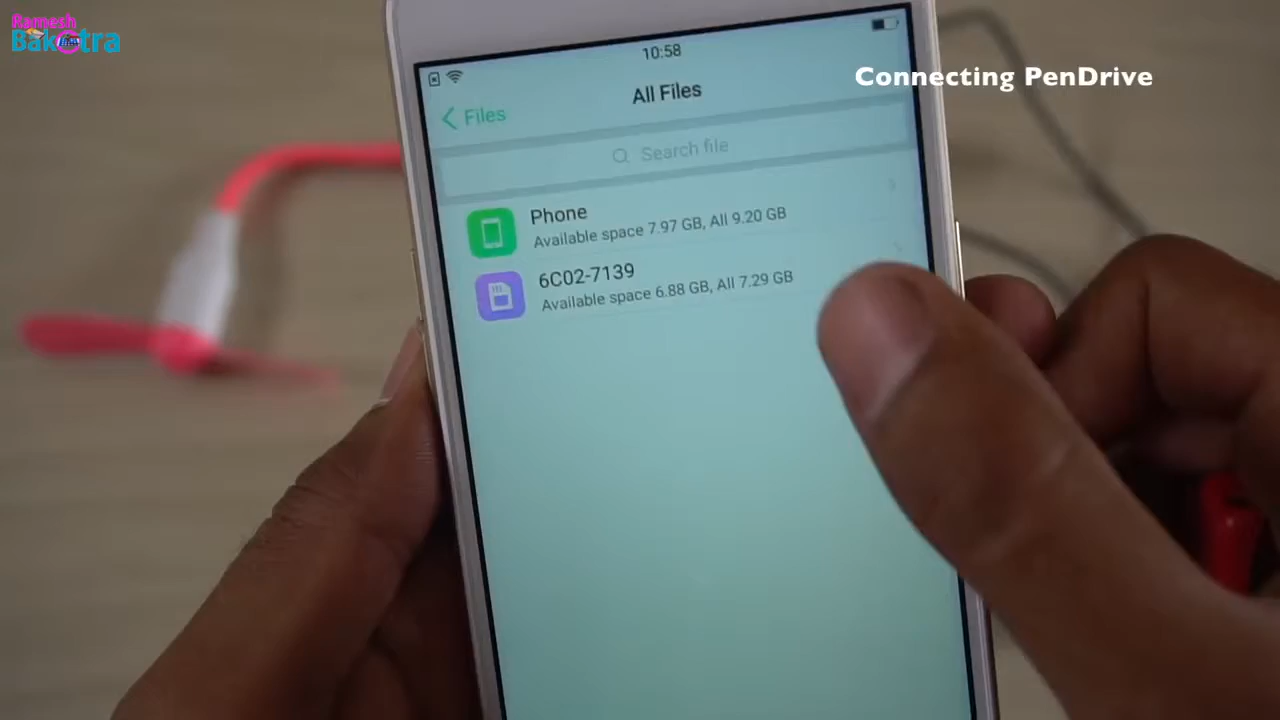 Ramesh
Bakotra
10:58
Connecting PenDrive
All Files
Files
Search file
Phone
Available space 7.97 GB, All 9.20 GB
6C02-7139
Available space 6.88 GB, All 7.29 GB